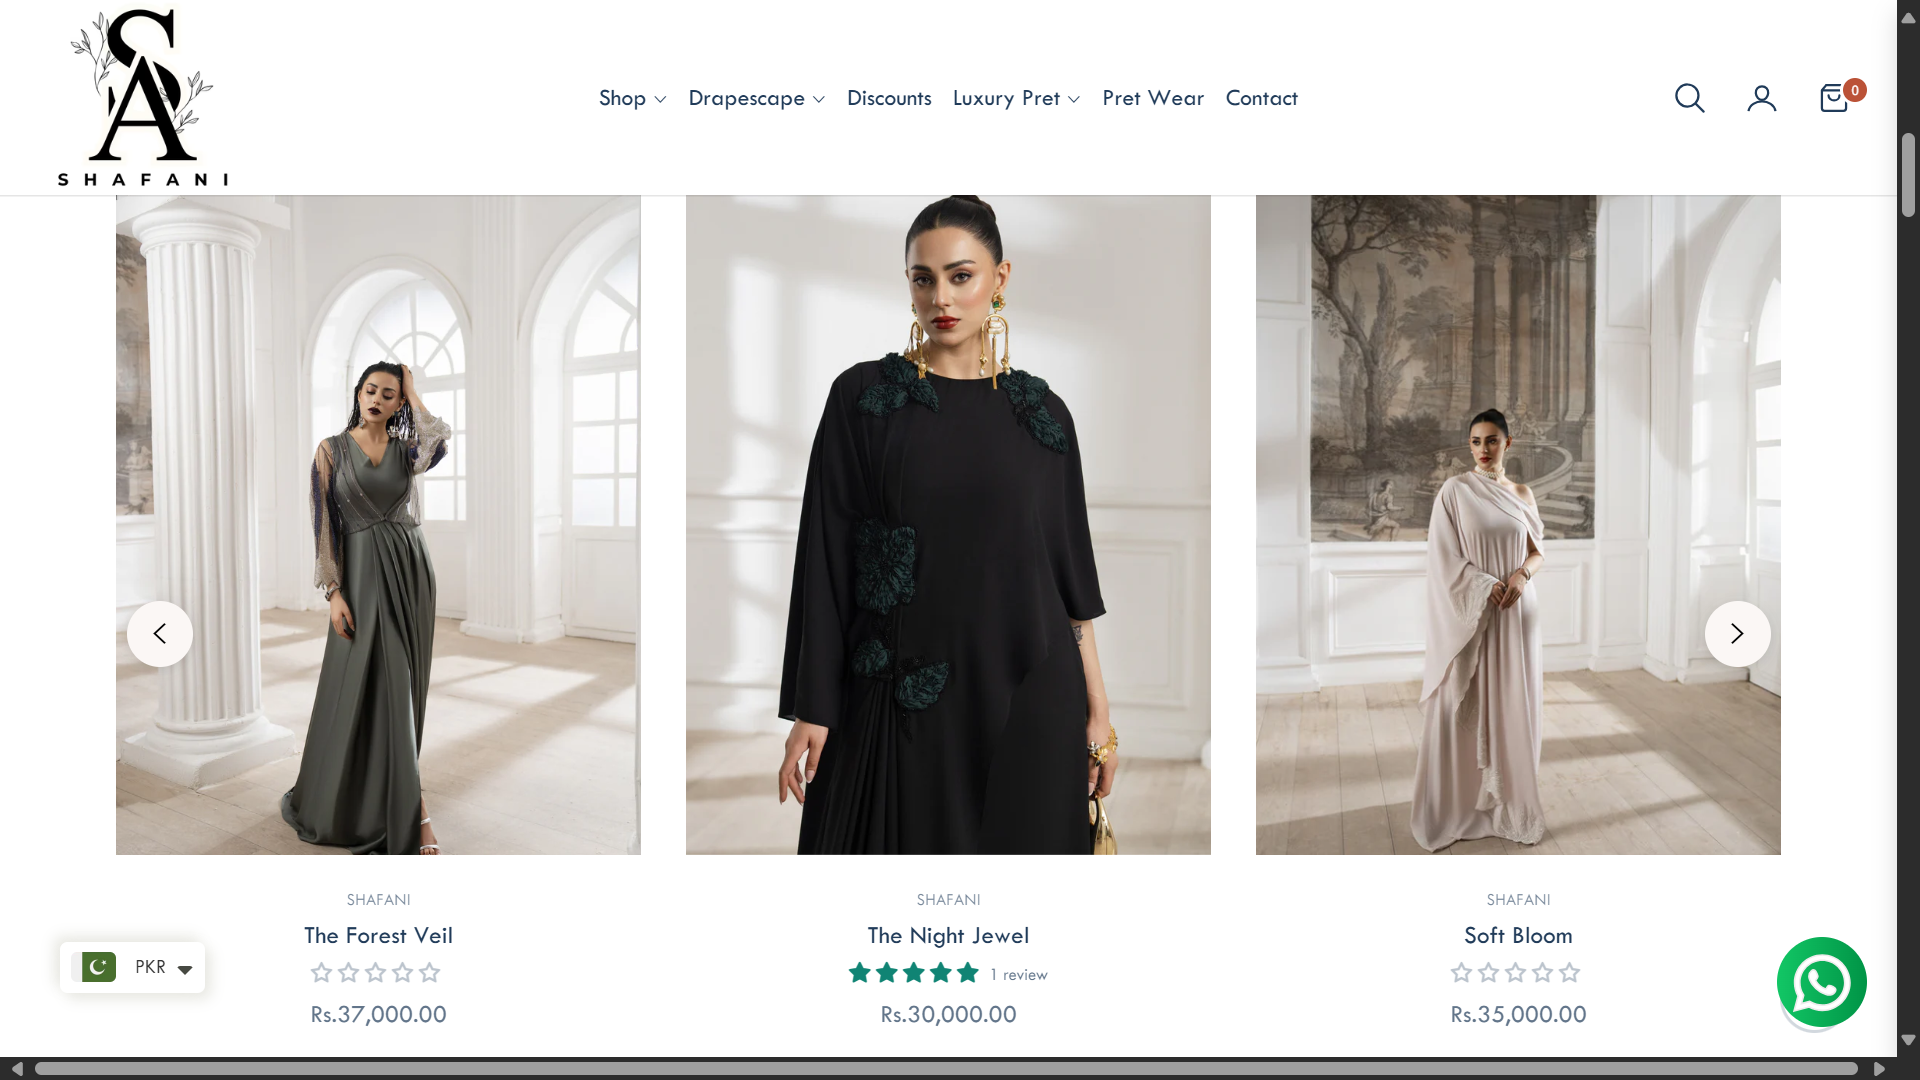 SA
SHAFANI
Shop
Drapescape
Discounts
Luxury Pret
Pret Wear
Contact
0
SHAFANI
The Forest Veil
Rs.37,000.00
SHAFANI
The Night Jewel
1 review
Rs.30,000.00
SHAFANI
Soft Bloom
Rs.35,000.00
PKR